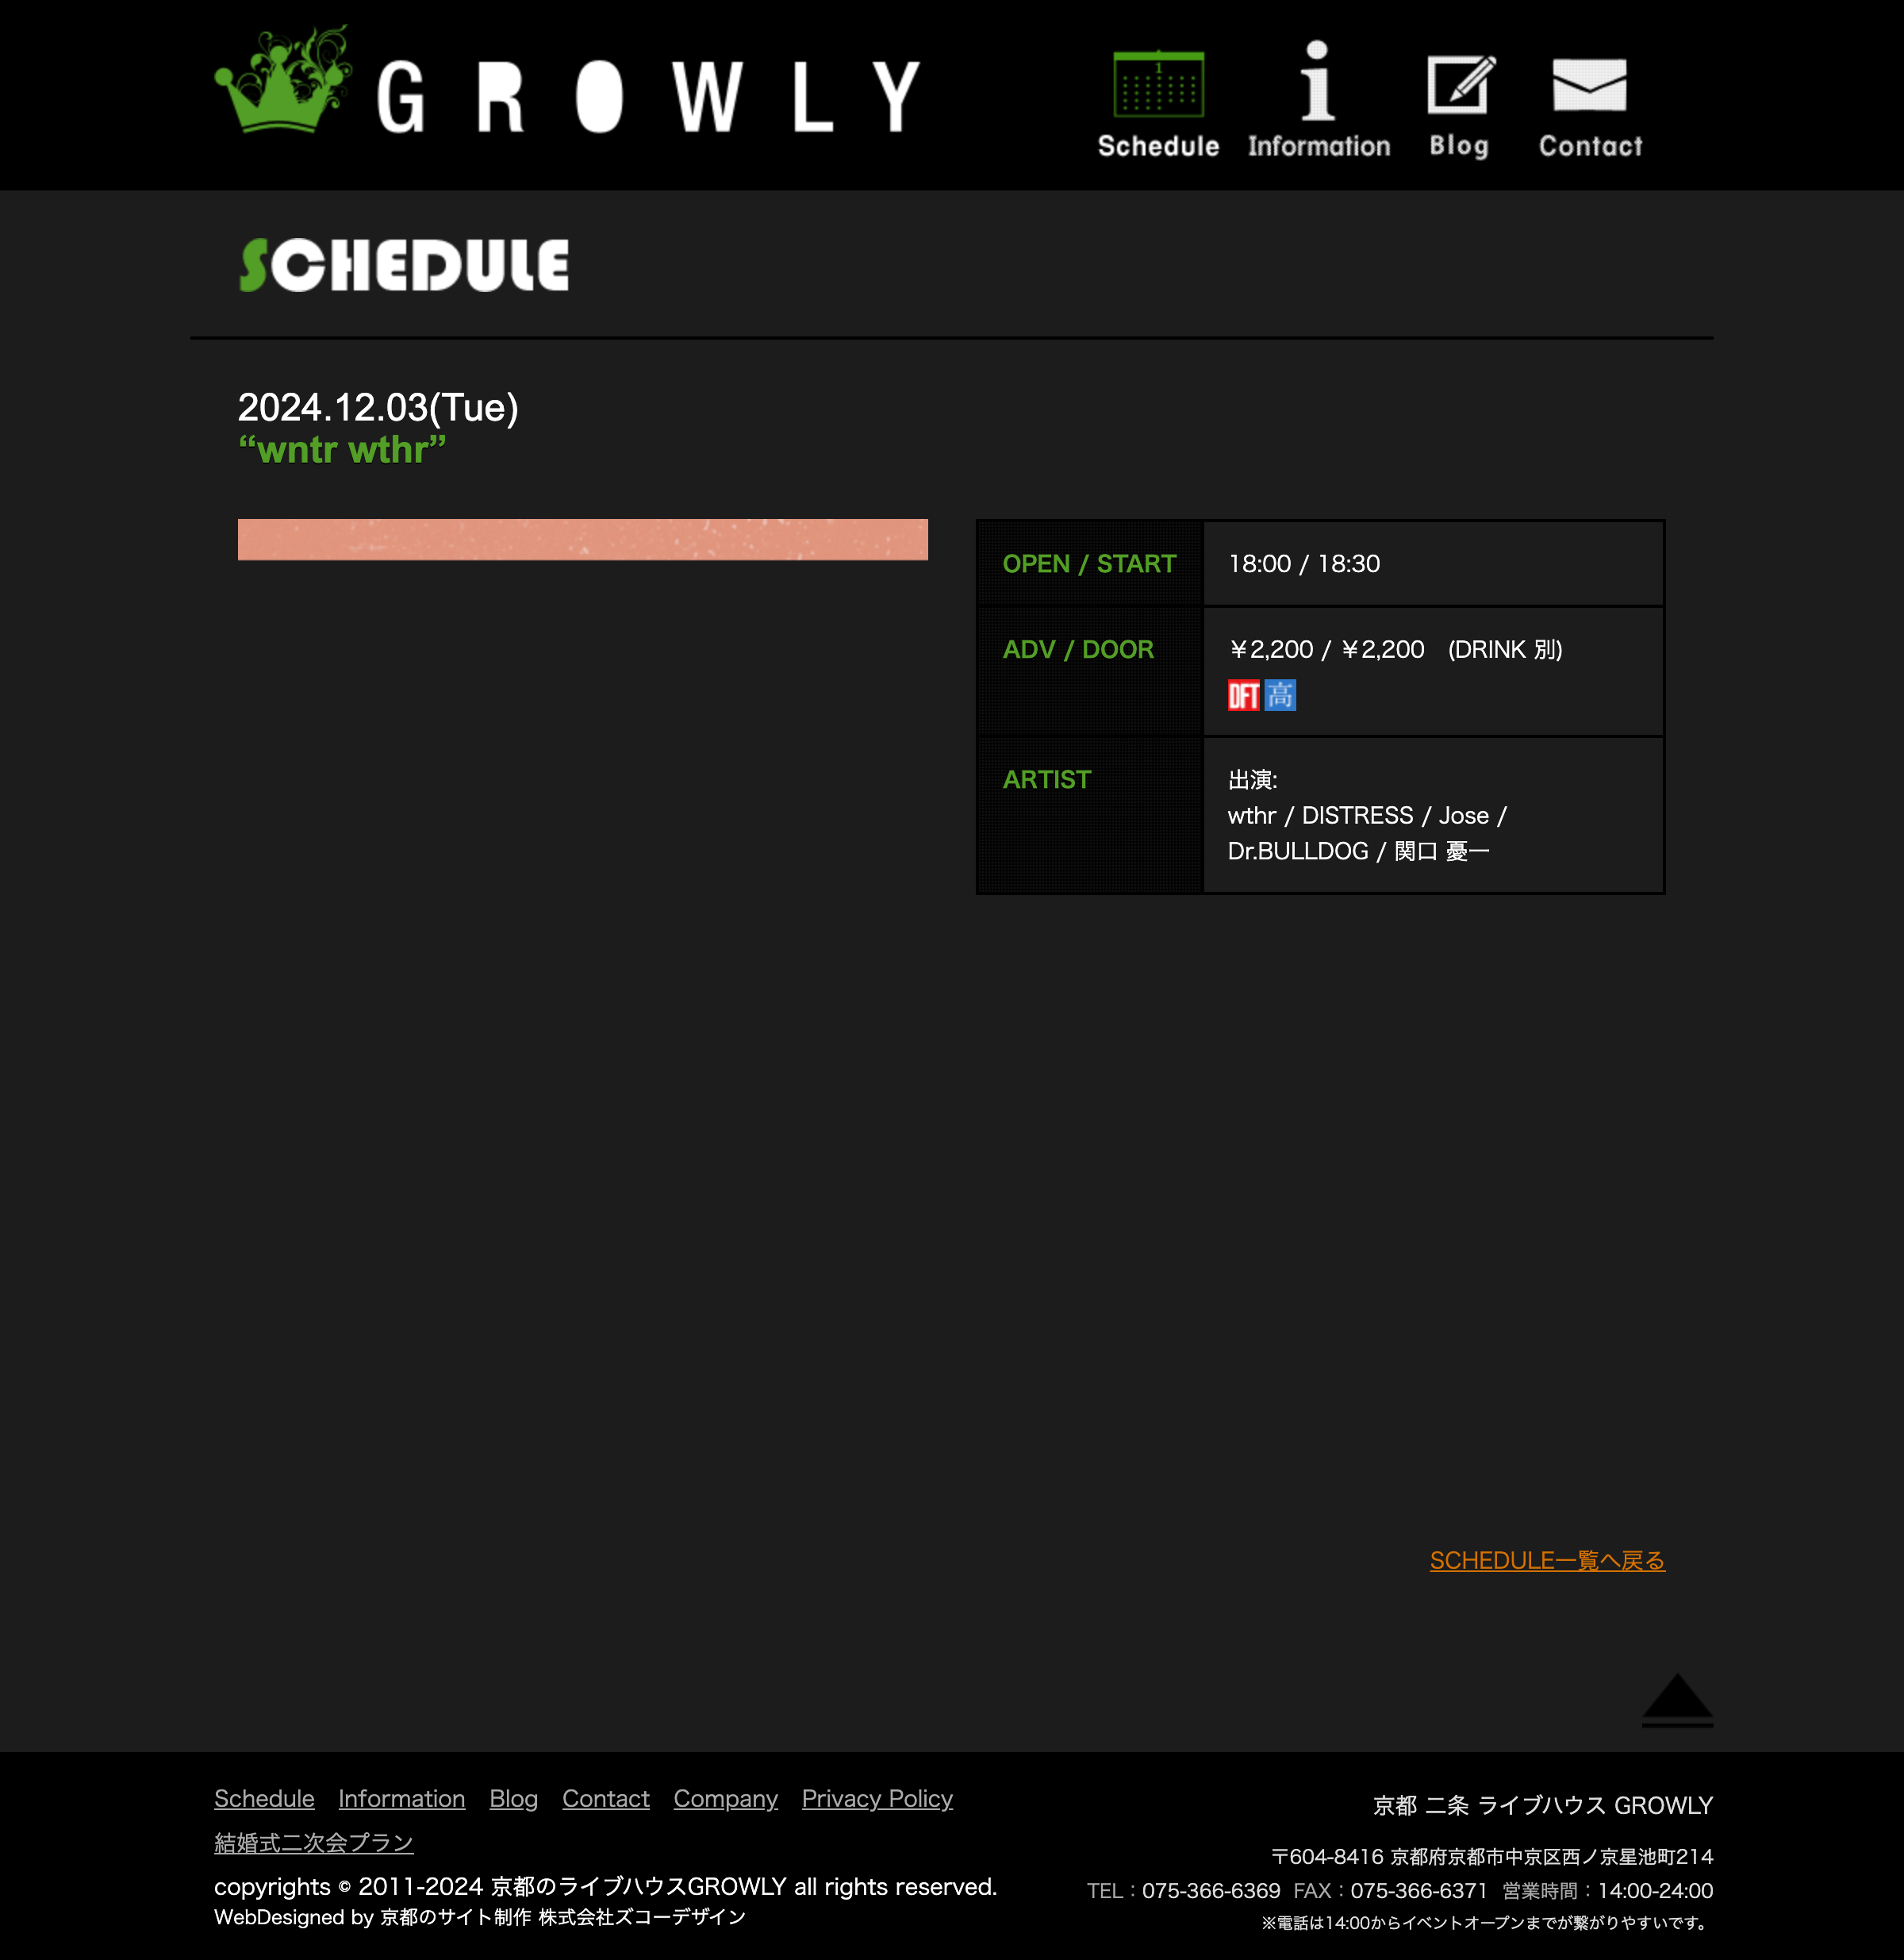 GROWLY
Schedule Information Blog Contact
SCHEDULE
2024.12.03(Tue)
“wntr wthr”
OPEN / START 18:00 / 18:30
ADV / DOOR ￥2,200 / ￥2,200　(DRINK 別)
DFT 高
ARTIST 出演:
wthr / DISTRESS / Jose /
Dr.BULLDOG / 関口 憂一
SCHEDULE一覧へ戻る
Schedule Information Blog Contact Company Privacy Policy
結婚式二次会プラン
copyrights © 2011-2024 京都のライブハウスGROWLY all rights reserved.
WebDesigned by 京都のサイト制作 株式会社ズコーデザイン
京都 二条 ライブハウス GROWLY
〒604-8416 京都府京都市中京区西ノ京星池町214
TEL：075-366-6369 FAX：075-366-6371 営業時間：14:00-24:00
※電話は14:00からイベントオープンまでが繋がりやすいです。